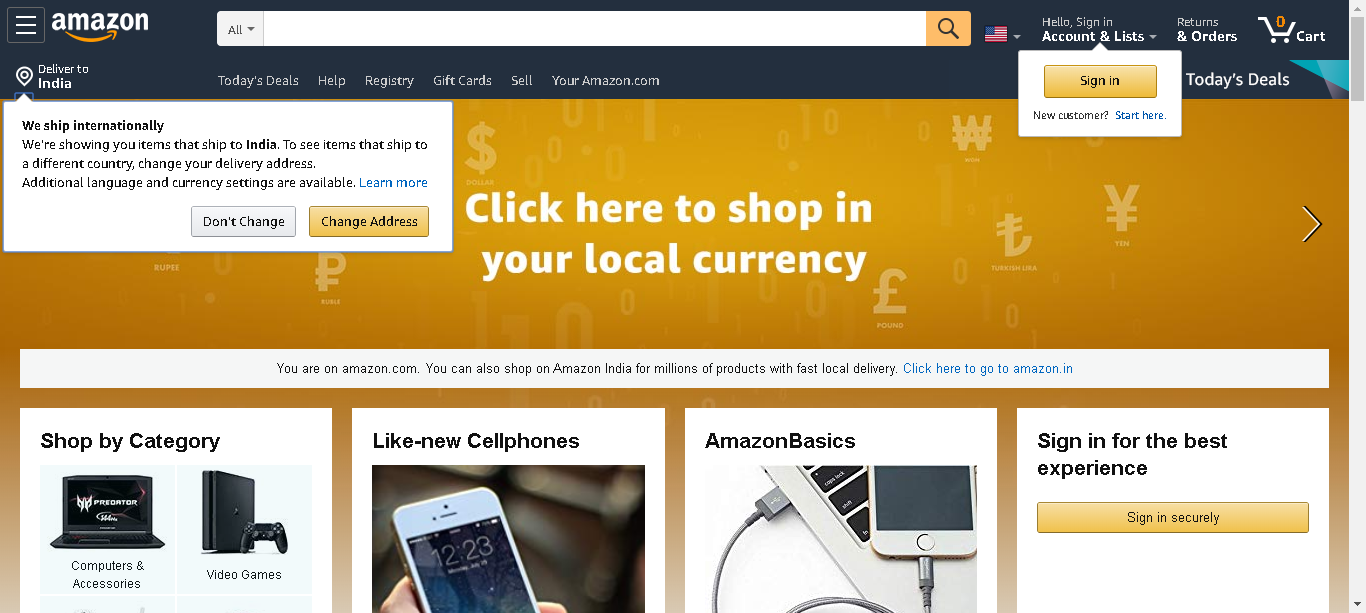 amazon
All
Hello, Sign in
Account & Lists
Returns
& Orders
0
Cart
Deliver to
India
Today's Deals
Help
Registry
Gift Cards
Sell
Your Amazon.com
Today's Deals
Sign in
New customer? Start here.
We ship internationally
We're showing you items that ship to India. To see items that ship to
a different country, change your delivery address.
Additional language and currency settings are available. Learn more
Don't Change
Change Address
$
DOLLAR
₩
WON
¥
YEN
₺
TURKISH LIRA
£
POUND
RUPEE
₽
RUBLE
Click here to shop in
your local currency
You are on amazon.com. You can also shop on Amazon India for millions of products with fast local delivery. Click here to go to amazon.in
Shop by Category
PREDATOR
Computers &
Accessories
Video Games
Like-new Cellphones
12:23
AmazonBasics
caps lock
shift
Sign in for the best
experience
Sign in securely